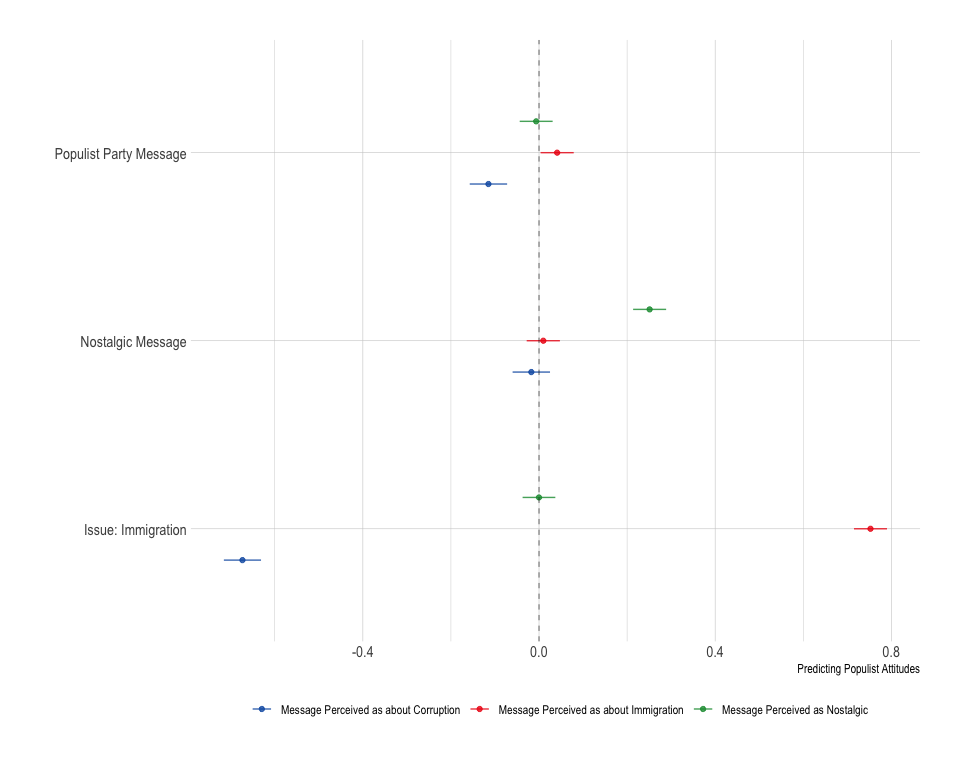 Populist Party Message
Nostalgic Message
Issue: Immigration
-0.4 0.0 0.4 0.8
Predicting Populist Attitudes
Message Perceived as about Corruption Message Perceived as about Immigration Message Perceived as Nostalgic